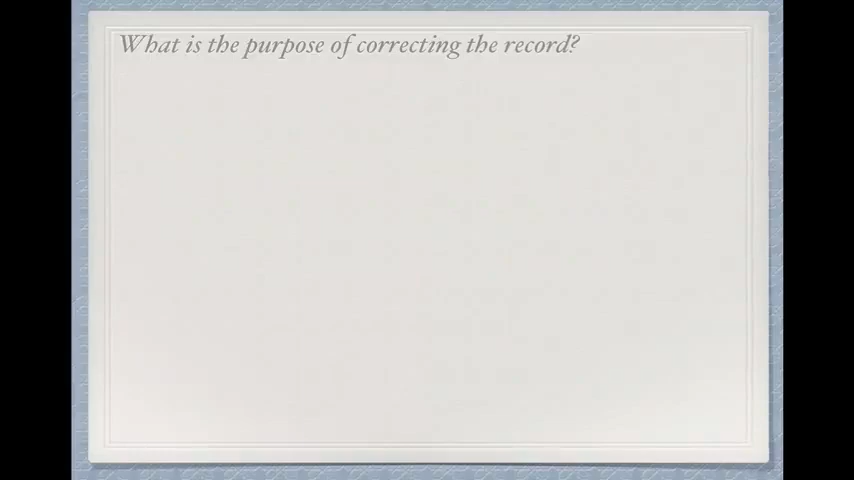 What is the purpose of correcting the record?